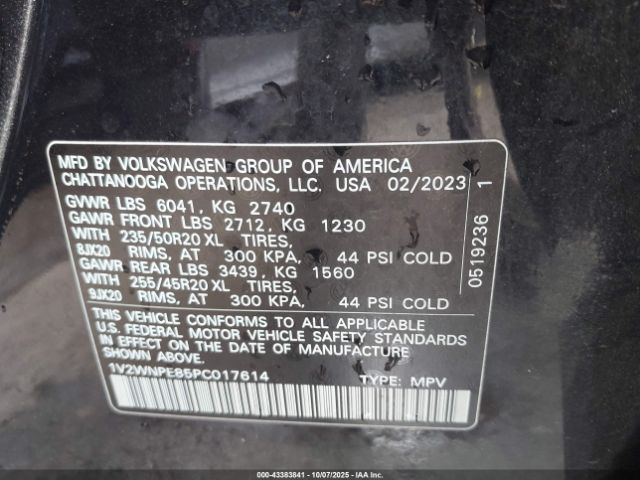 MFD BY VOLKSWAGEN GROUP OF AMERICA
CHATTANOOGA OPERATIONS, LLC. USA 02/2023
GVWR LBS 6041, KG 2740
GAWR FRONT LBS 2712, KG 1230
WITH 235/50R20 XL TIRES,
8JX20 RIMS, AT 300 KPA, 44 PSI COLD
GAWR REAR LBS 3439, KG 1560
WITH 255/45R20 XL TIRES,
9JX20 RIMS, AT 300 KPA, 44 PSI COLD
THIS VEHICLE CONFORMS TO ALL APPLICABLE
U.S. FEDERAL MOTOR VEHICLE SAFETY STANDARDS
IN EFFECT ON THE DATE OF MANUFACTURE
SHOWN ABOVE
1V2WNPE85PC017614 TYPE: MPV
0519236 1
000-43383841 - 10/07/2025 - IAA Inc.